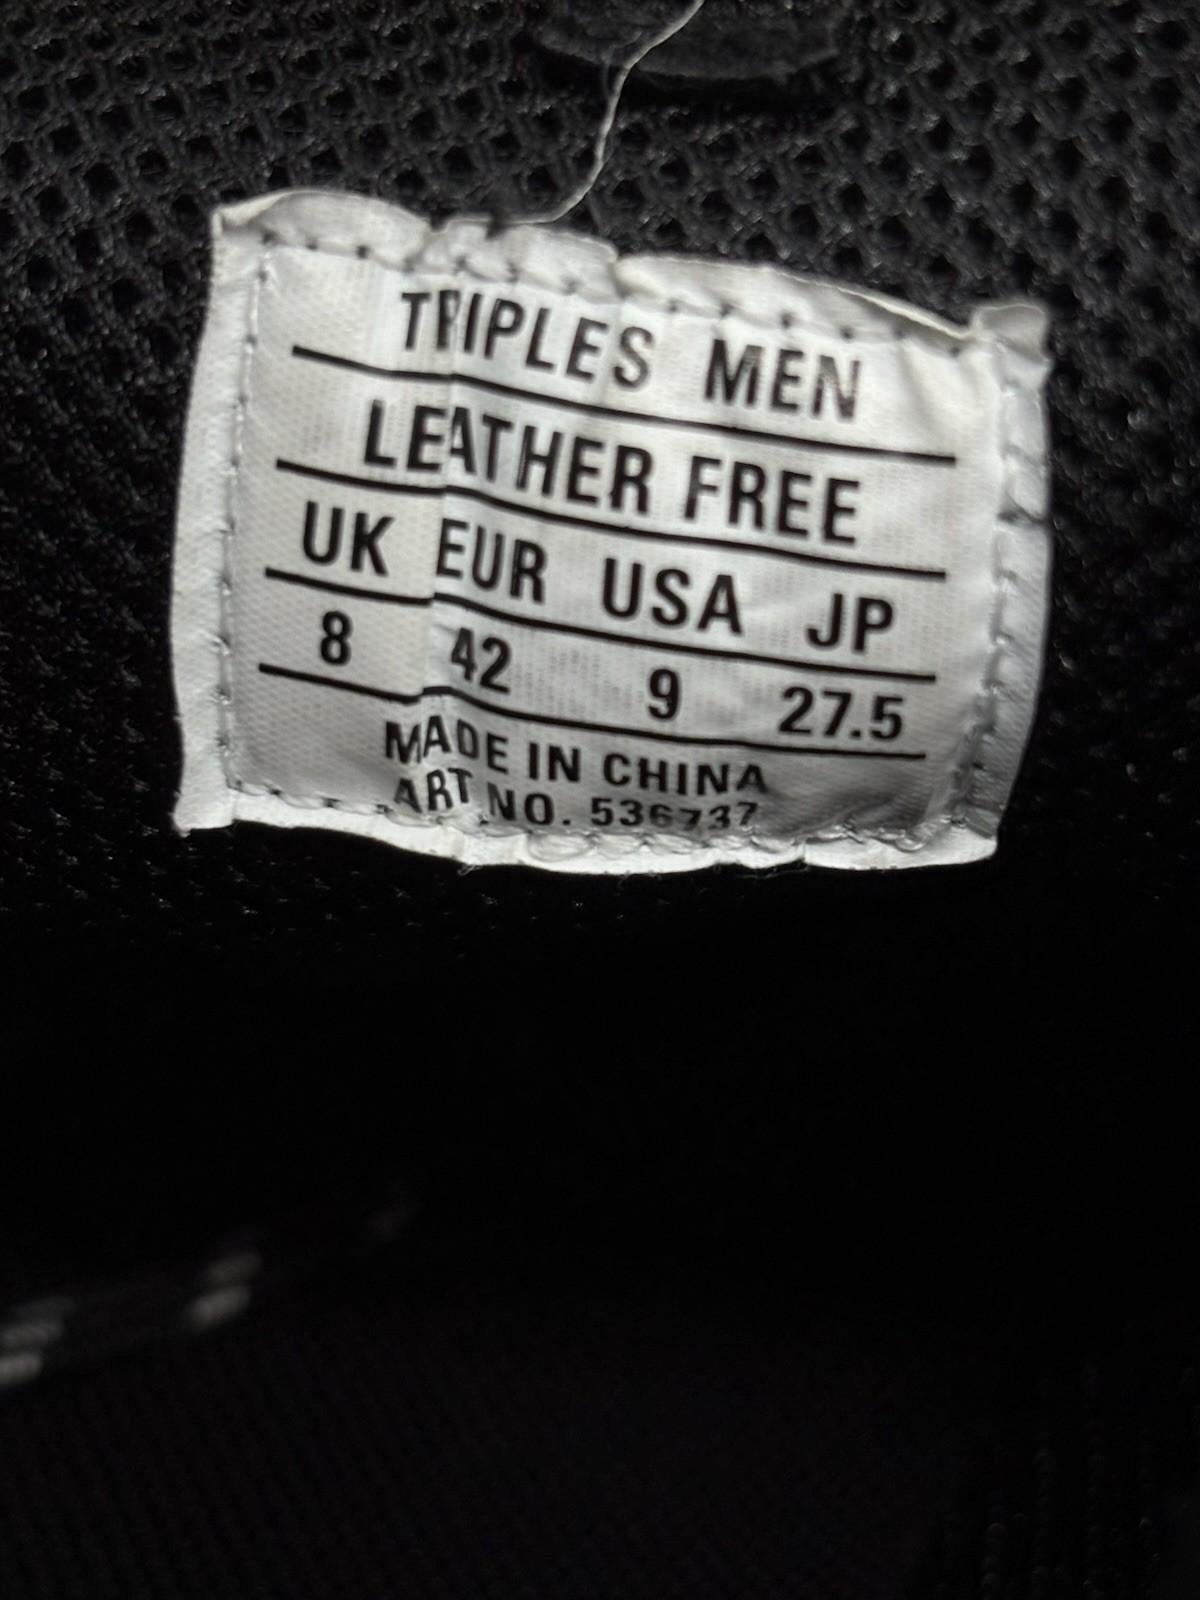 TRIPLES MEN
LEATHER FREE
UK EUR USA JP
8 42 9 27.5
MADE IN CHINA
ART NO. 536737